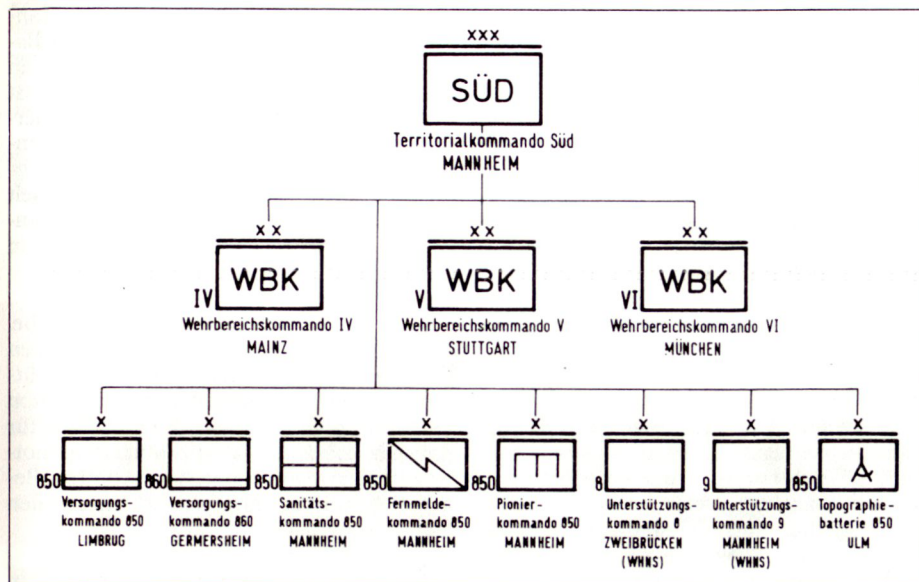 XXX
SÜD
Territorialkommando Süd
MANNHEIM
XX
WBK
IV
Wehrbereichskommando IV
MAINZ
XX
WBK
V
Wehrbereichskommando V
STUTTGART
XX
WBK
VI
Wehrbereichskommando VI
MÜNCHEN
X
850
Versorgungs-
kommando 850
LIMBRUG
X
860
Versorgungs-
kommando 860
GERMERSHEIM
X
850
Sanitäts-
kommando 850
MANNHEIM
X
850
Fernmelde-
kommando 850
MANNHEIM
X
850
Pionier-
kommando 850
MANNHEIM
X
8
Unterstützungs-
kommando 8
ZWEIBRÜCKEN
(WHNS)
X
9
Unterstützungs-
kommando 9
MANNHEIM
(WHNS)
X
850
Topographie-
batterie 850
ULM